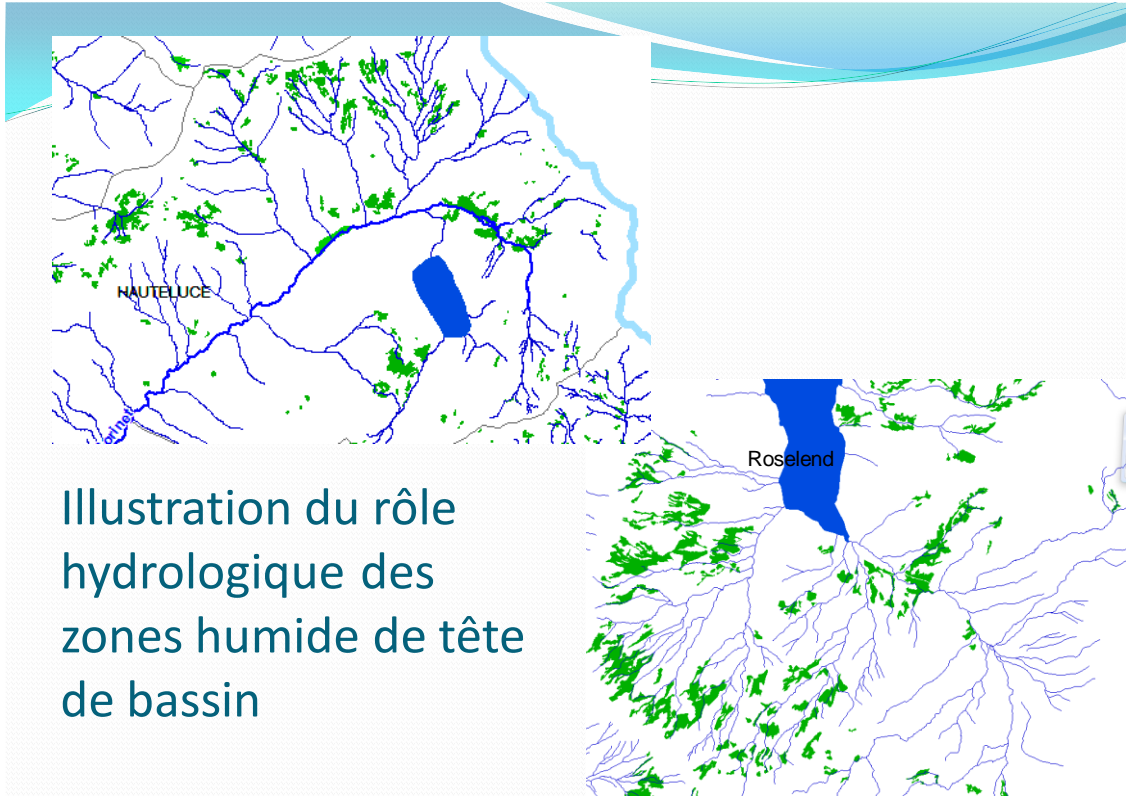 HAUTELUCE
Roselend
Illustration du rôle
hydrologique des
zones humide de tête
de bassin